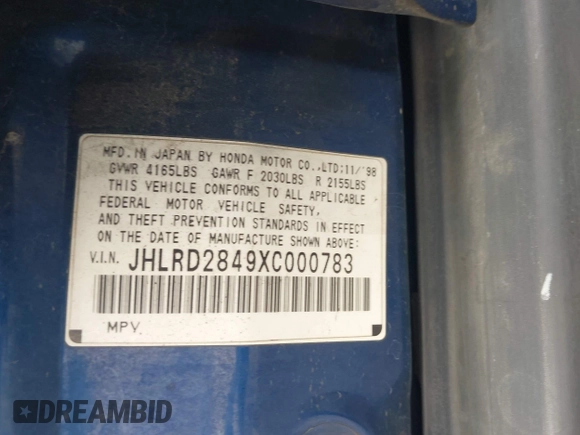 MFD. IN JAPAN BY HONDA MOTOR CO.,LTD:11/'98
GVWR 4165LBS GAWR F 2030LBS R 2155LBS
THIS VEHICLE CONFORMS TO ALL APPLICABLE
FEDERAL MOTOR VEHICLE SAFETY,
AND THEFT PREVENTION STANDARDS IN EFFECT
ON THE DATE OF MANUFACTURE SHOWN ABOVE:
V.I.N. JHLRD2849XC000783
MPV.
DREAMBID